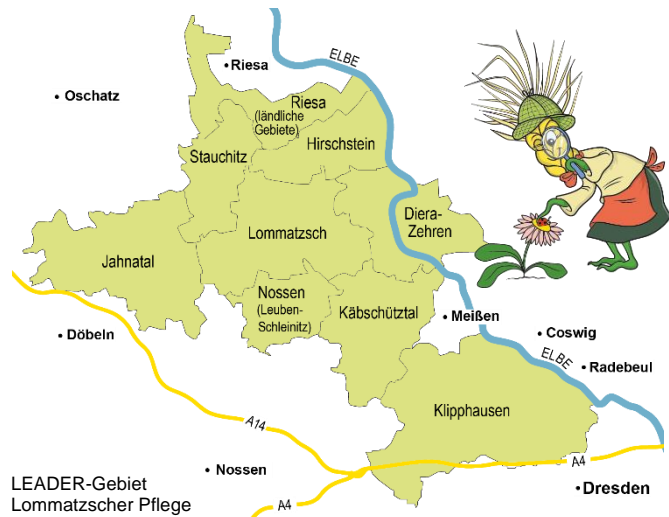 ELBE
Riesa
Oschatz
Riesa
(ländliche
Gebiete)
Hirschstein
Stauchitz
Diera-
Zehren
Lommatzsch
Jahnatal
Nossen
(Leuben-
Schleinitz)
Käbschütztal
Meißen
Döbeln
Coswig
ELBE
Radebeul
Klipphausen
A14
A4
Nossen
LEADER-Gebiet
Lommatzscher Pflege
A4
Dresden